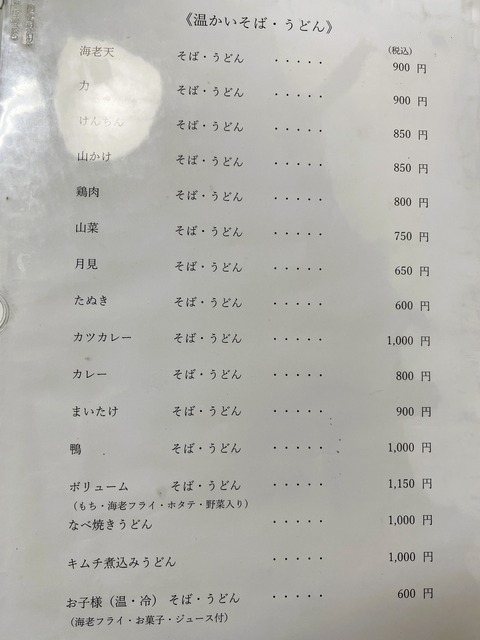 《温かいそば・うどん》
(税込)
海老天 そば・うどん ・・・・・ 900 円
力 そば・うどん ・・・・・ 900 円
けんちん そば・うどん ・・・・・ 850 円
山かけ そば・うどん ・・・・・ 850 円
鶏肉 そば・うどん ・・・・・ 800 円
山菜 そば・うどん ・・・・・ 750 円
月見 そば・うどん ・・・・・ 650 円
たぬき そば・うどん ・・・・・ 600 円
カツカレー そば・うどん ・・・・・ 1,000 円
カレー そば・うどん ・・・・・ 800 円
まいたけ そば・うどん ・・・・・ 900 円
鴨 そば・うどん ・・・・・ 1,000 円
ボリューム そば・うどん ・・・・・ 1,150 円
（もち・海老フライ・ホタテ・野菜入り）
なべ焼きうどん ・・・・・ 1,000 円
キムチ煮込みうどん ・・・・・ 1,000 円
お子様（温・冷） そば・うどん ・・・・・ 600 円
（海老フライ・お菓子・ジュース付）